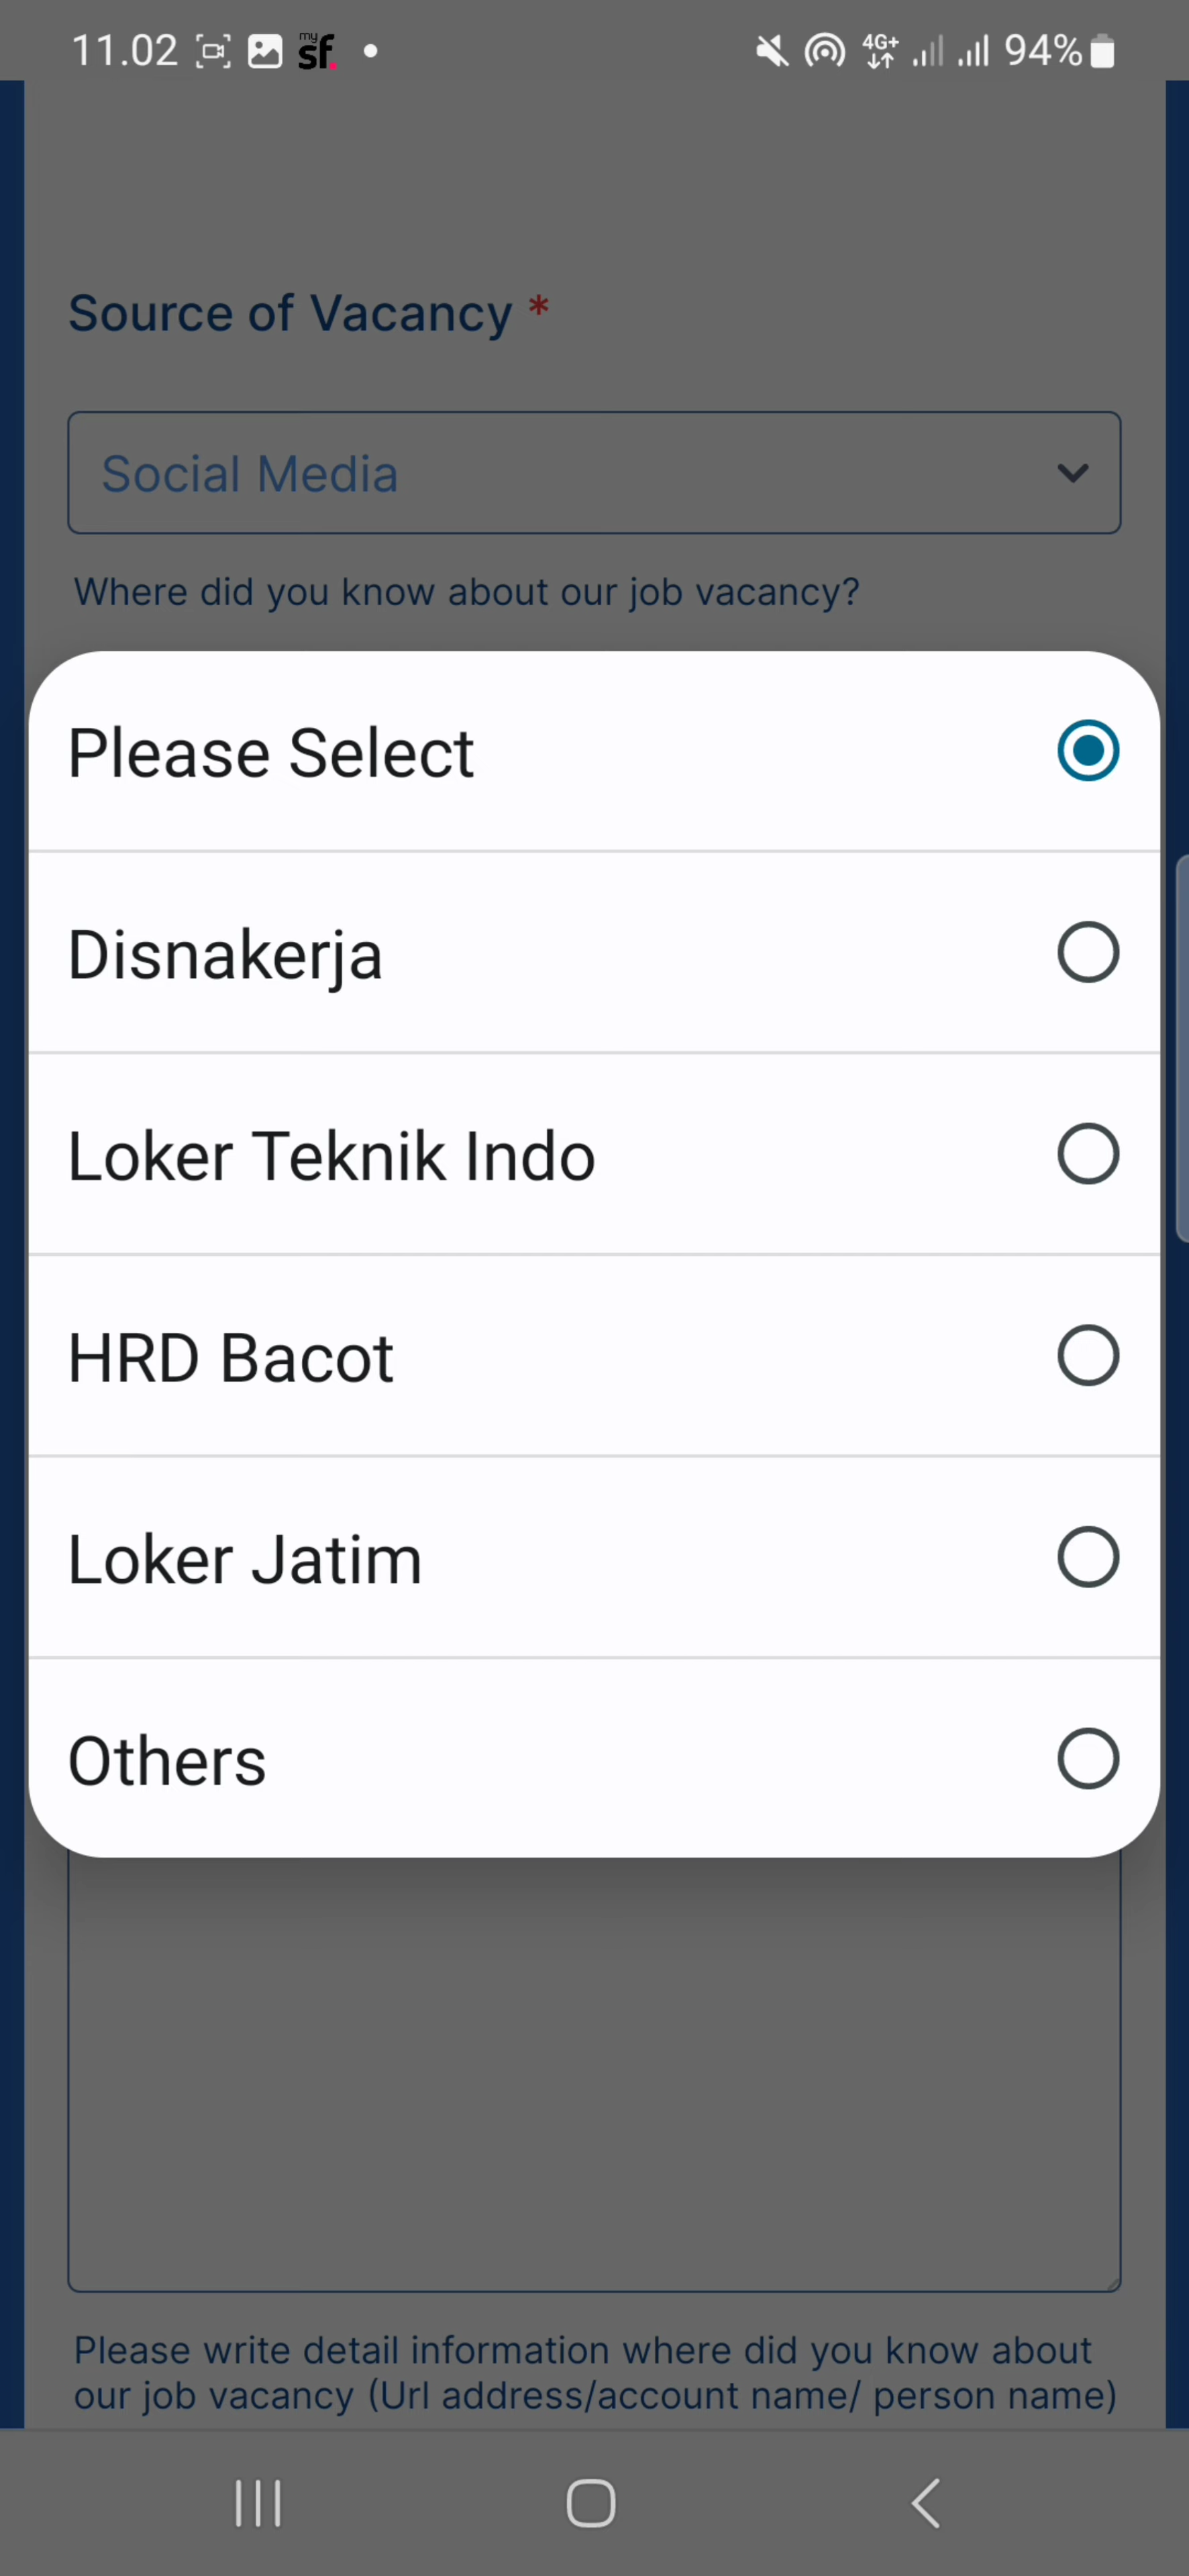 11.02 my sf. 4G+ 94%
Source of Vacancy *
Social Media
Where did you know about our job vacancy?
Please Select
Disnakerja
Loker Teknik Indo
HRD Bacot
Loker Jatim
Others
Please write detail information where did you know about
our job vacancy (Url address/account name/ person name)